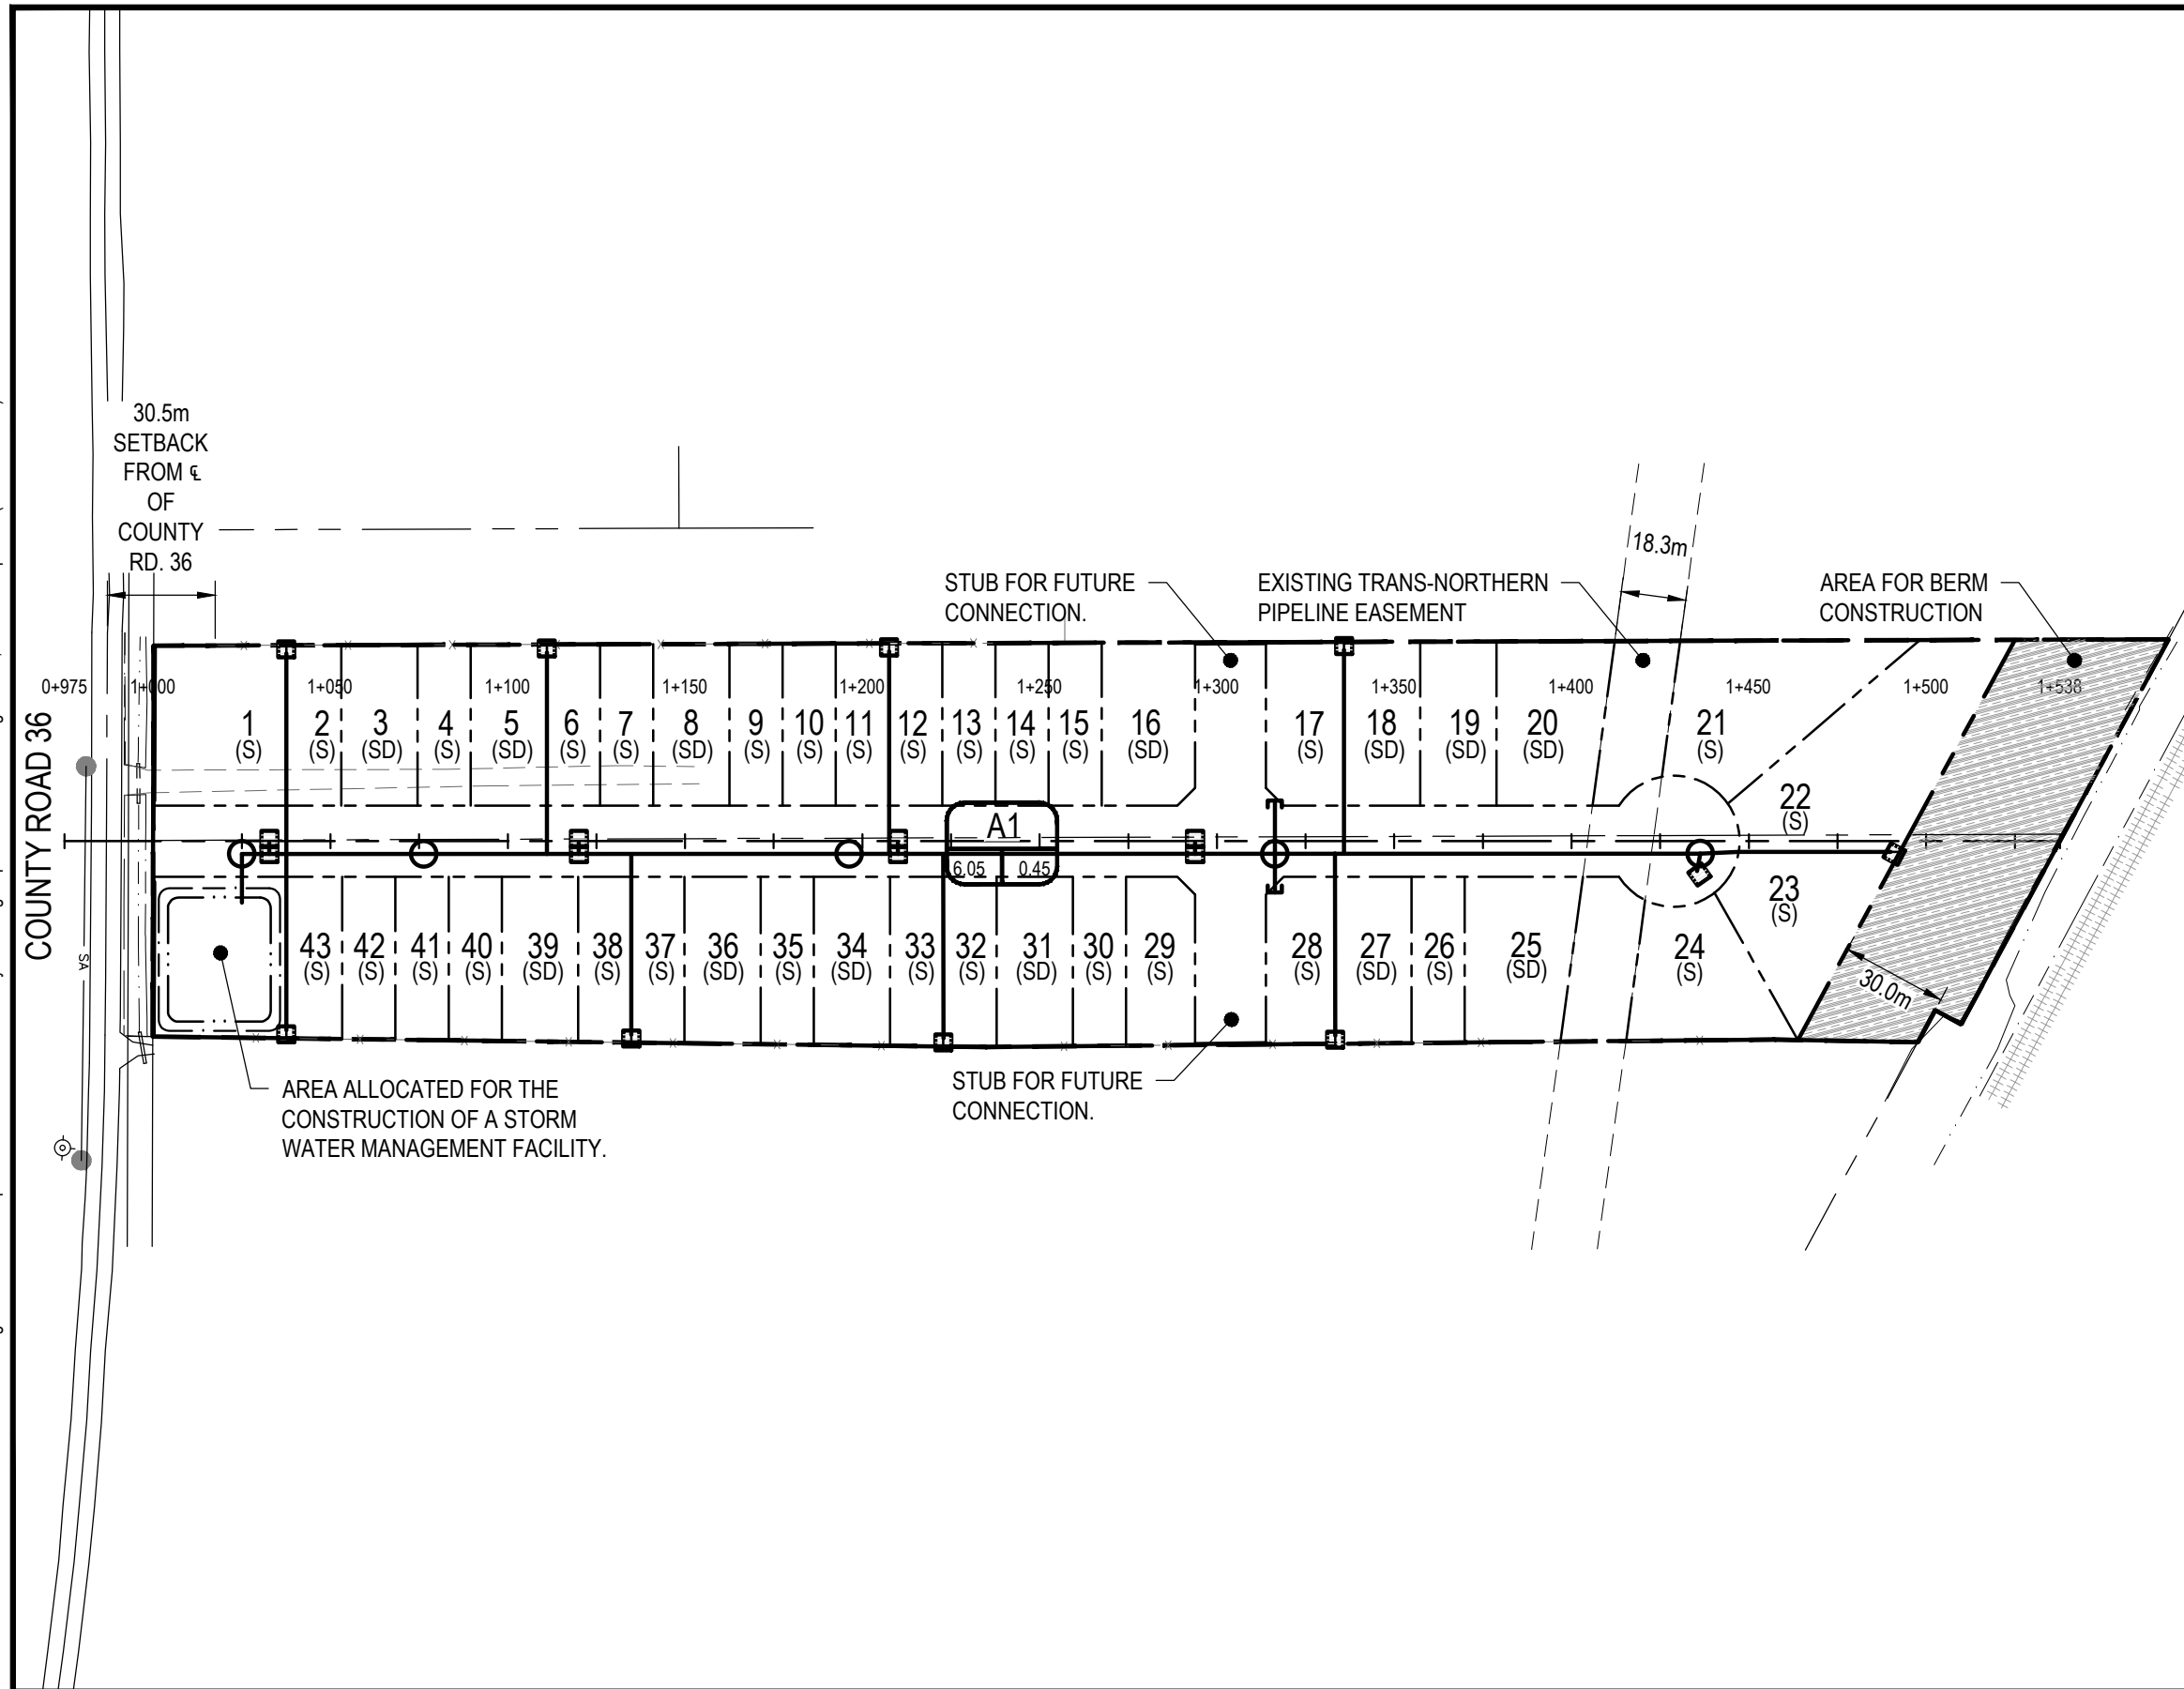 30.5m
SETBACK
FROM ℄
OF
COUNTY
RD. 36
18.3m
STUB FOR FUTURE
CONNECTION.
EXISTING TRANS-NORTHERN
PIPELINE EASEMENT
AREA FOR BERM
CONSTRUCTION
0+975 1+000 1+050 1+100 1+150 1+200 1+250 1+300 1+350 1+400 1+450 1+500 1+538
1 2 3 4 5 6 7 8 9 10 11 12 13 14 15 16 17 18 19 20 21
(S) (S) (SD) (S) (SD) (S) (S) (SD) (S) (S) (S) (S) (S) (S) (S) (SD) (S) (SD) (SD) (SD) (S)
22
(S)
COUNTY ROAD 36
A1
6.05 0.45
23
(S)
43 42 41 40 39 38 37 36 35 34 33 32 31 30 29 28 27 26 25 24
(S) (S) (S) (S) (SD) (S) (S) (SD) (S) (SD) (S) (S) (SD) (S) (S) (S) (SD) (S) (SD) (S)
SA
30.0m
AREA ALLOCATED FOR THE
CONSTRUCTION OF A STORM
WATER MANAGEMENT FACILITY.
STUB FOR FUTURE
CONNECTION.